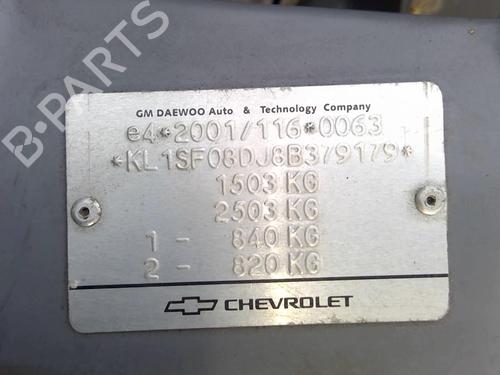 B-PARTS
GM DAEWOO Auto & Technology Company
e4*2001/116*0063
*KL1SF08DJ8B379179*
1503 KG
2503 KG
1 - 840 KG
2 - 820 KG
CHEVROLET